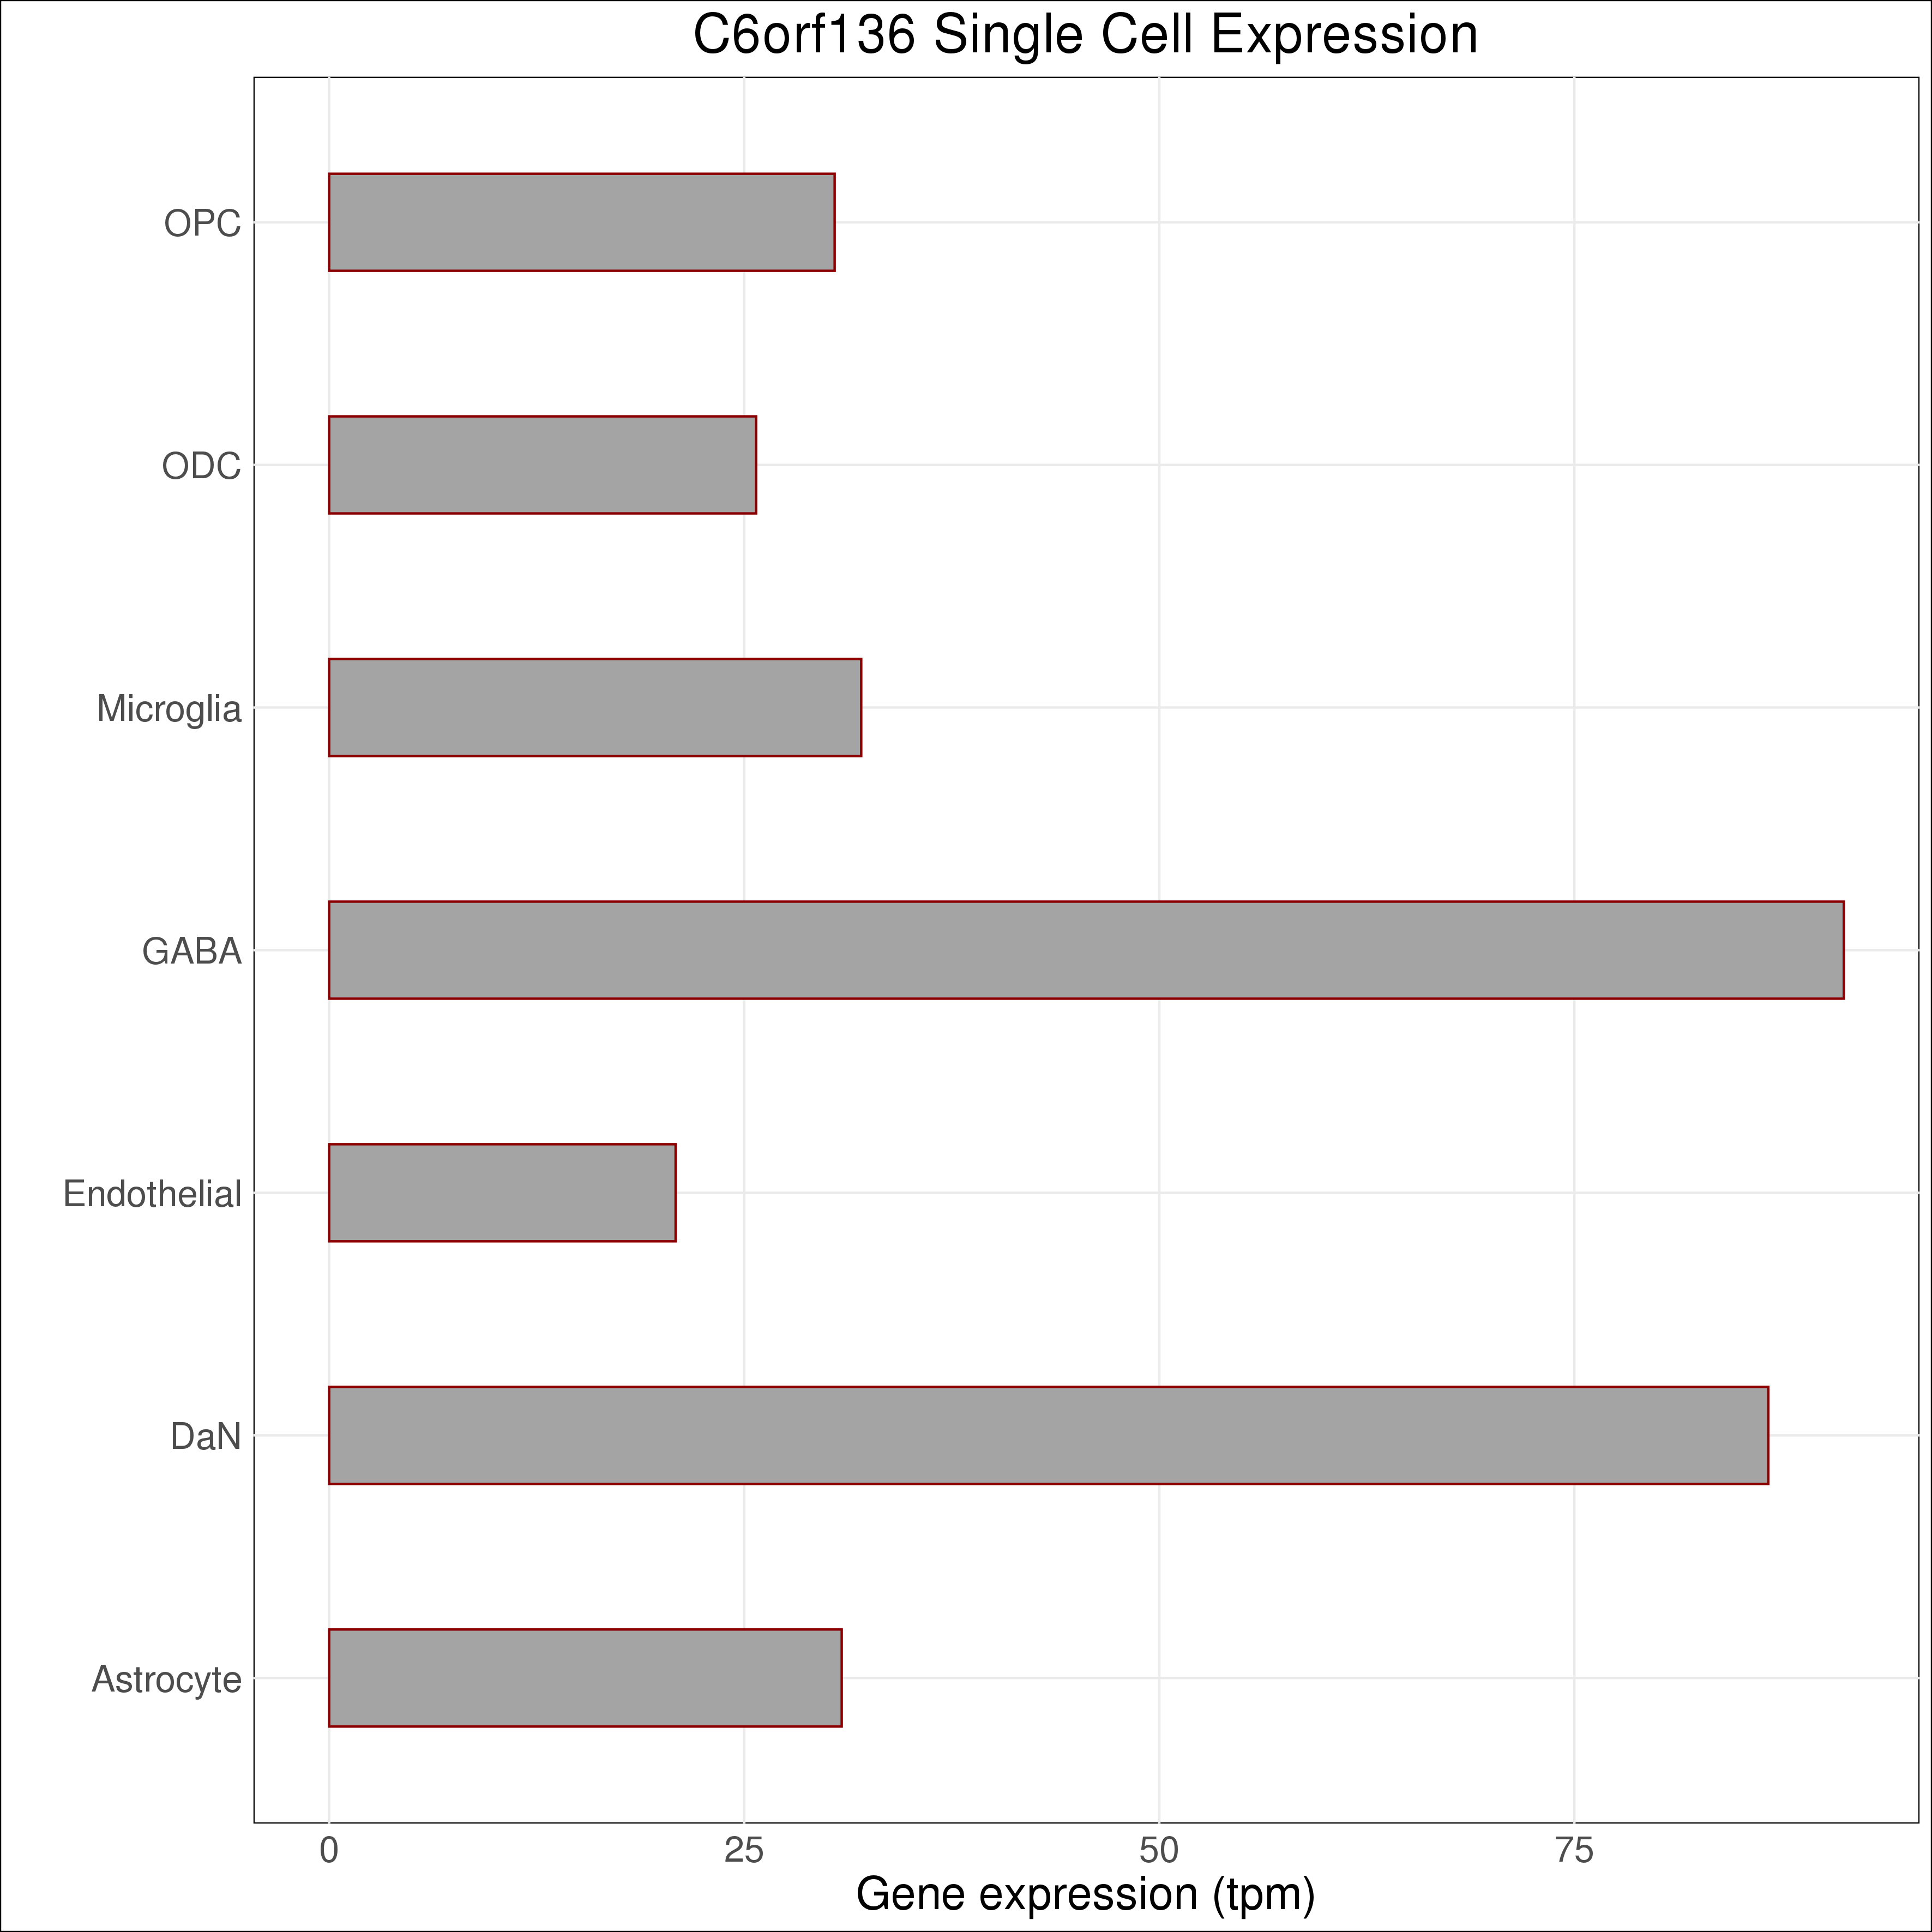 C6orf136 Single Cell Expression
OPC
ODC
Microglia
GABA
Endothelial
DaN
Astrocyte
0 25 50 75
Gene expression (tpm)